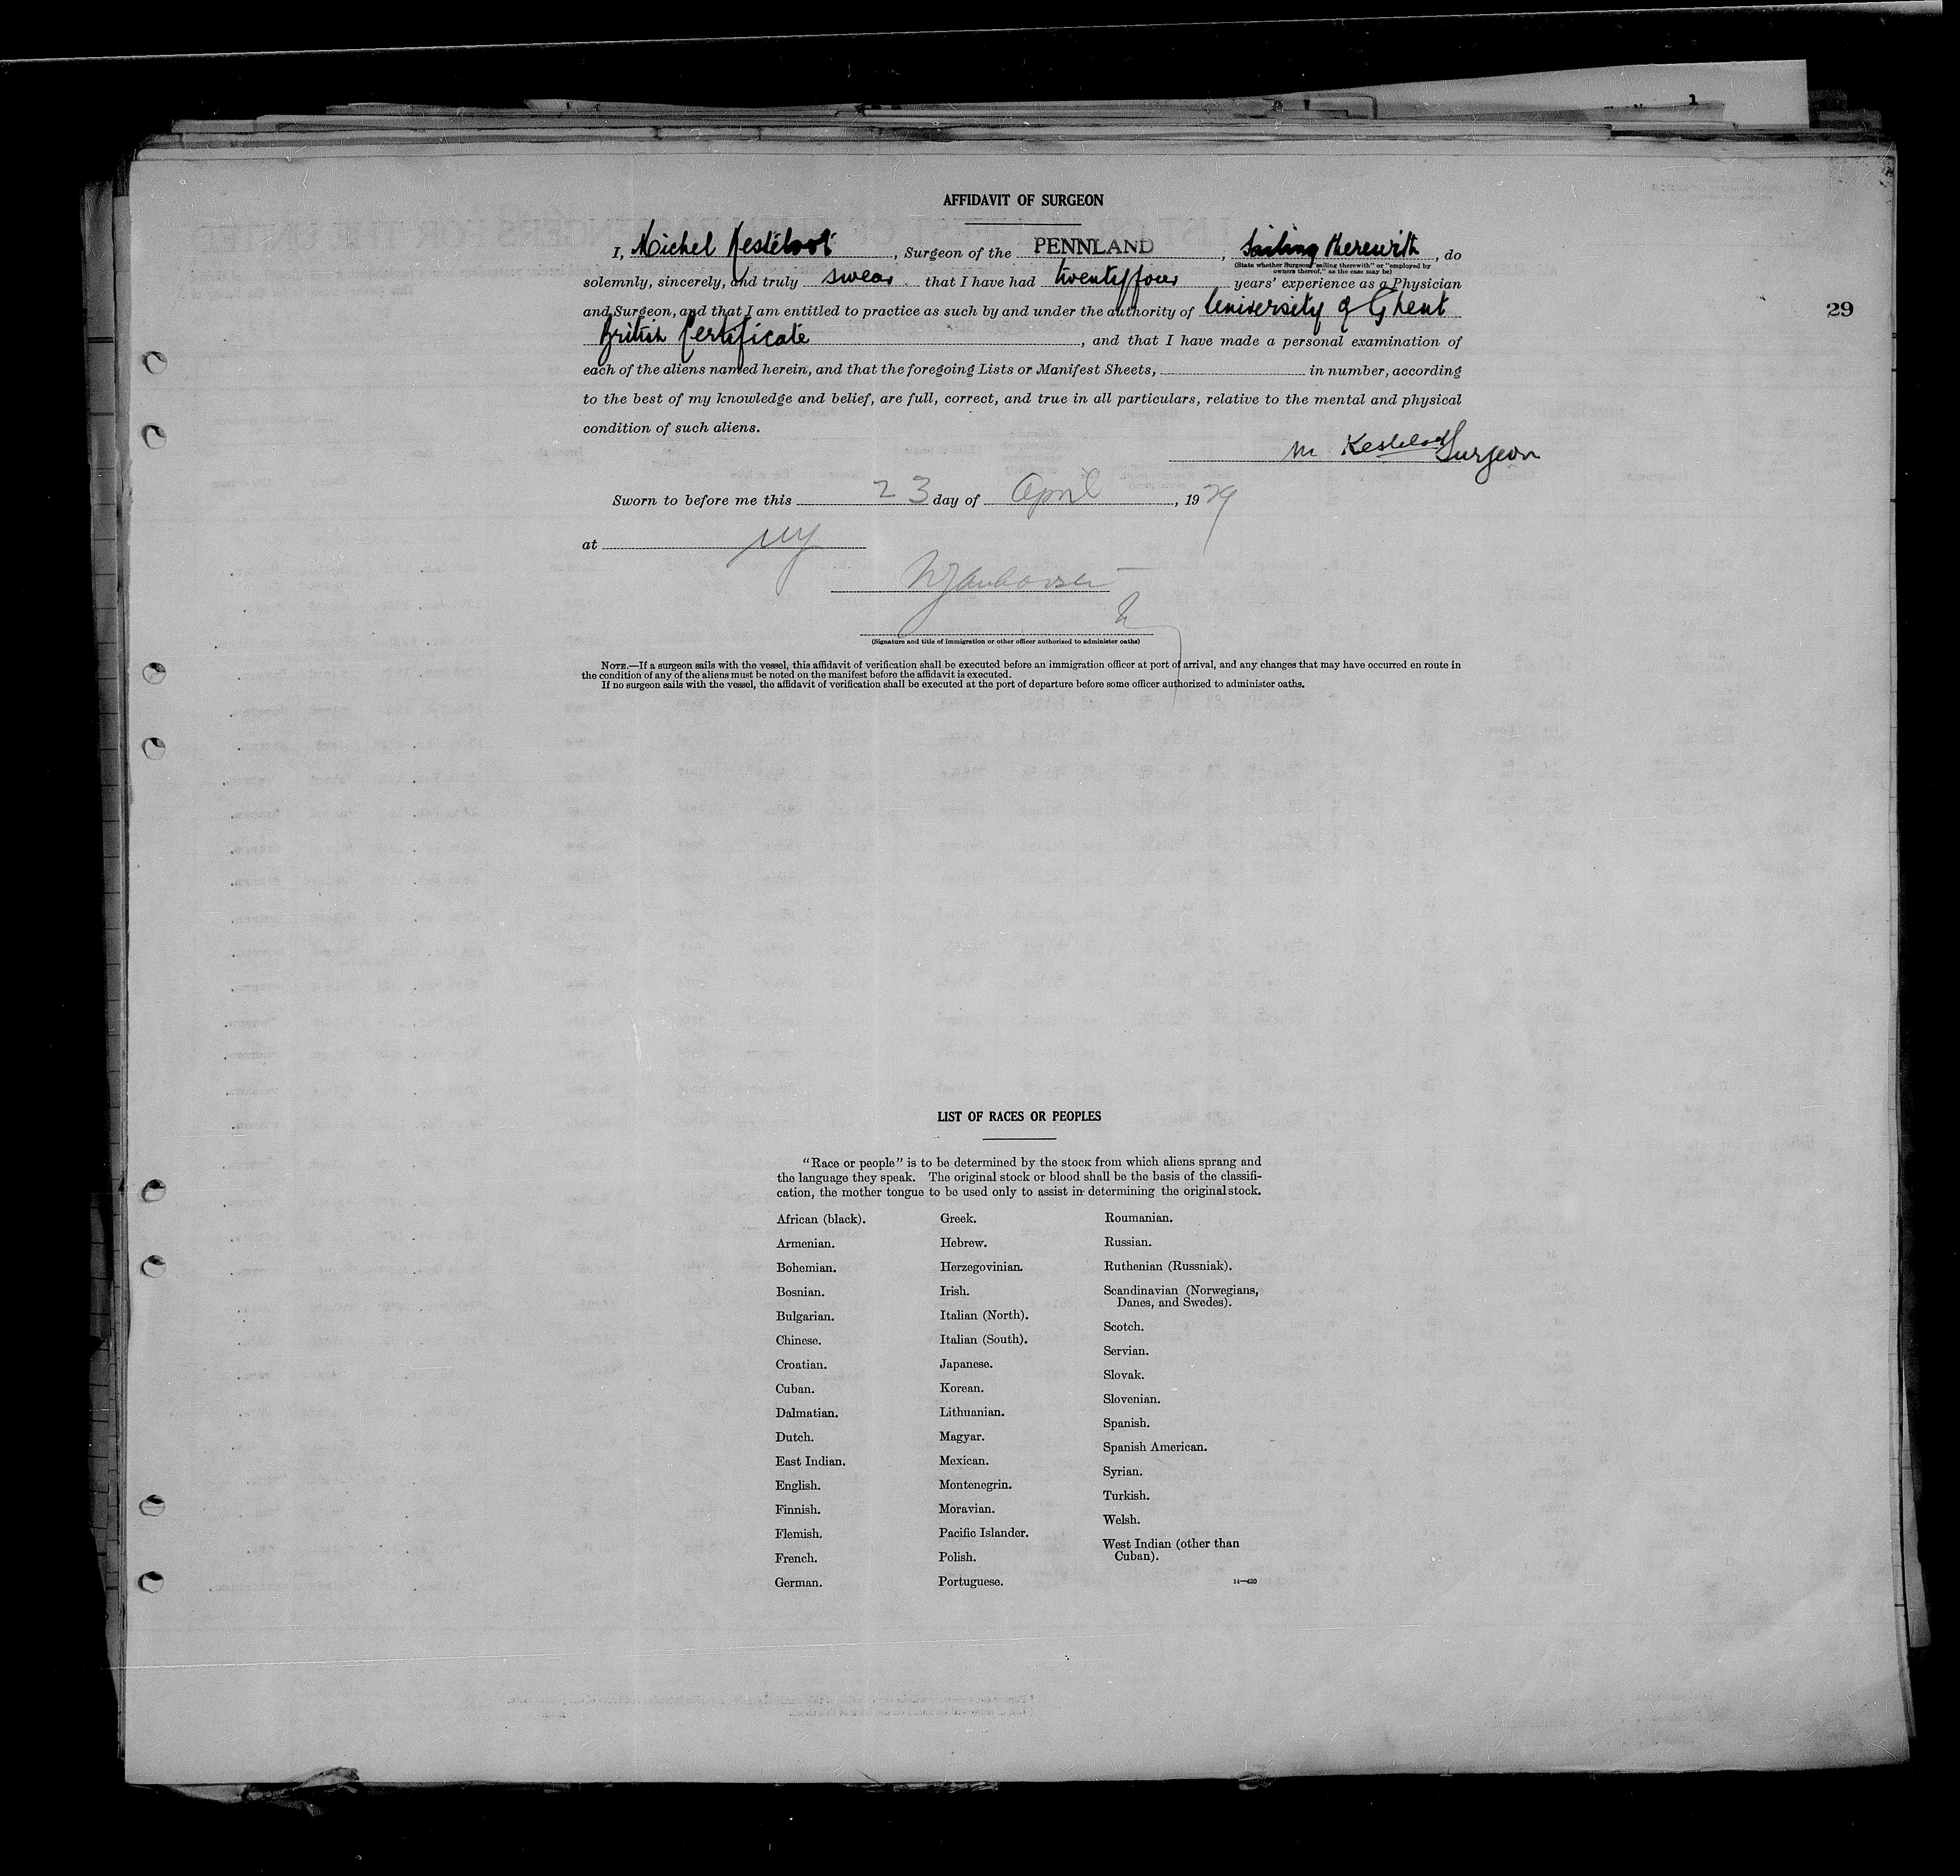 1
AFFIDAVIT OF SURGEON
I, Michel Kesteloot, Surgeon of the PENNLAND, Sailing therewith, do
(State whether Surgeon "sailing therewith" or "employed by
owners thereof," as the case may be)
solemnly, sincerely, and truly swear that I have had twenty four years' experience as a Physician
and Surgeon, and that I am entitled to practice as such by and under the authority of University of Ghent
29
British Certificate, and that I have made a personal examination of
each of the aliens named herein, and that the foregoing Lists or Manifest Sheets, in number, according
to the best of my knowledge and belief, are full, correct, and true in all particulars, relative to the mental and physical
condition of such aliens.
M Kesteloot Surgeon
Sworn to before me this 23 day of April, 1929
at NY
(Signature and title of immigration or other officer authorised to administer oaths)
NOTE.—If a surgeon sails with the vessel, this affidavit of verification shall be executed before an immigration officer at port of arrival, and any changes that may have occurred en route in
the condition of any of the aliens must be noted on the manifest before the affidavit is executed.
If no surgeon sails with the vessel, the affidavit of verification shall be executed at the port of departure before some officer authorized to administer oaths.
LIST OF RACES OR PEOPLES
"Race or people" is to be determined by the stock from which aliens sprang and
the language they speak. The original stock or blood shall be the basis of the classifi-
cation, the mother tongue to be used only to assist in determining the original stock.
African (black).
Armenian.
Bohemian.
Bosnian.
Bulgarian.
Chinese.
Croatian.
Cuban.
Dalmatian.
Dutch.
East Indian.
English.
Finnish.
Flemish.
French.
German.
Greek.
Hebrew.
Herzegovinian.
Irish.
Italian (North).
Italian (South).
Japanese.
Korean.
Lithuanian.
Magyar.
Mexican.
Montenegrin.
Moravian.
Pacific Islander.
Polish.
Portuguese.
Roumanian.
Russian.
Ruthenian (Russniak).
Scandinavian (Norwegians,
Danes, and Swedes).
Scotch.
Servian.
Slovak.
Slovenian.
Spanish.
Spanish American.
Syrian.
Turkish.
Welsh.
West Indian (other than
Cuban).
14—430